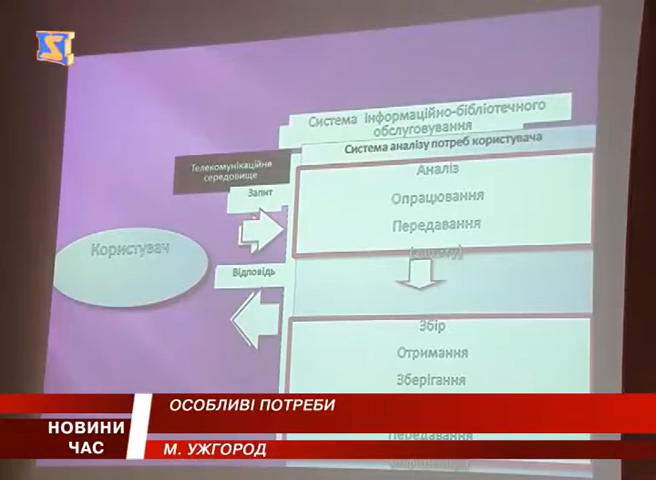 Система інформаційно-бібліотечного
обслуговування
Система аналізу потреб користувача
Телекомунікаційне
середовище
Запит
Аналіз
Опрацювання
Передавання
Користувач
Відповідь
Збір
Отримання
Зберігання
Передавання
ОСОБЛИВІ ПОТРЕБИ
НОВИНИ
ЧАС
М. УЖГОРОД